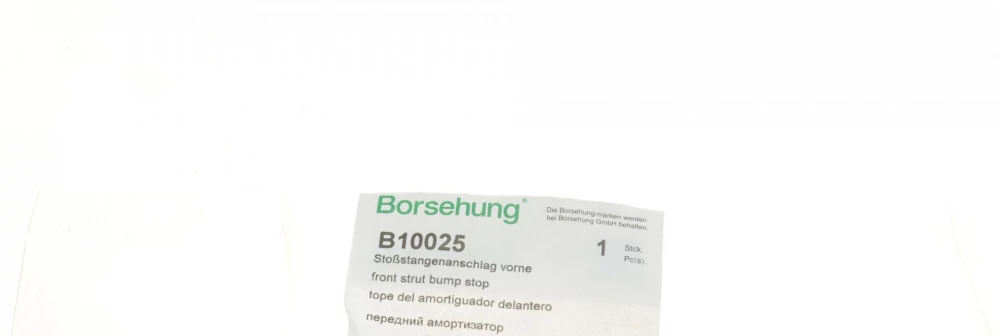 Borsehung®
Die Borsehung-marken werden
bei Borsehung GmbH behalten.
B10025
1 Stck.
Pc(s).
Stoßstangenanschlag vorne
front strut bump stop
tope del amortiguador delantero
передний амортизатор